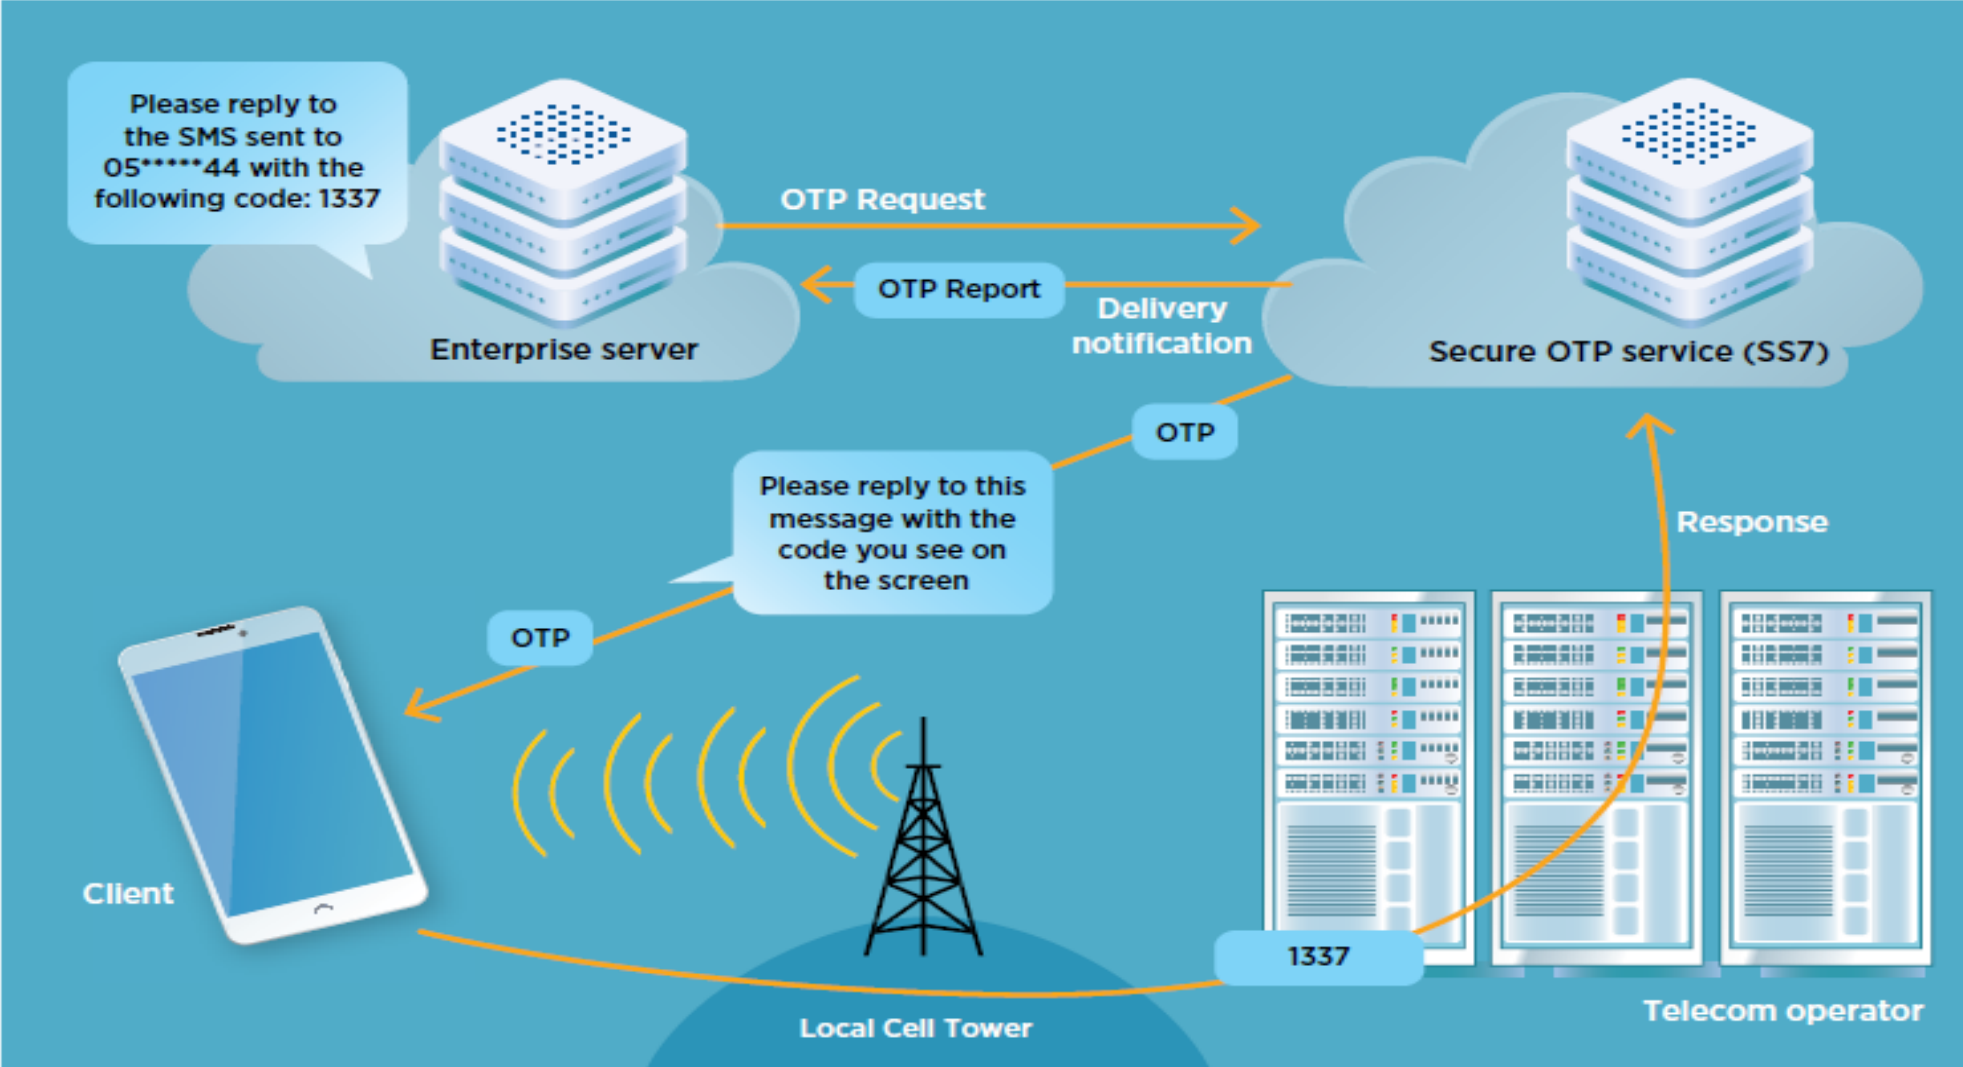 Please reply to
the SMS sent to
05*****44 with the
following code: 1337
Enterprise server
OTP Request
OTP Report
Delivery
notification
Secure OTP service (SS7)
OTP
Please reply to this
message with the
code you see on
the screen
OTP
Response
Client
1337
Local Cell Tower
Telecom operator